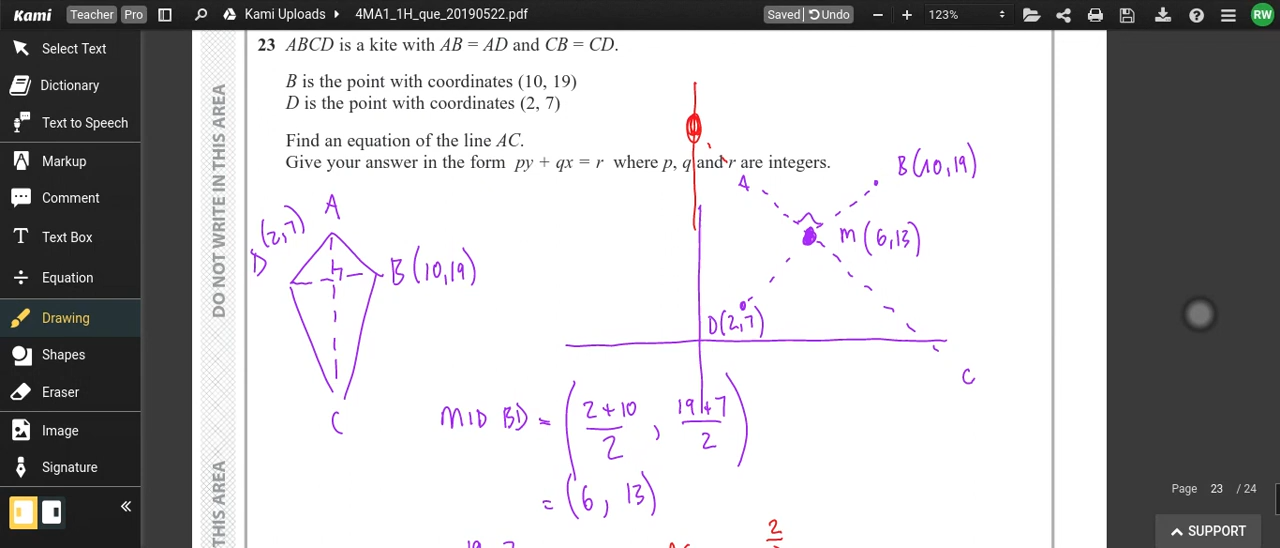 Kami Teacher Pro Kami Uploads > 4MA1_1H_que_20190522.pdf Saved Undo − + 123% RW
Select Text
Dictionary
Text to Speech
Markup
Comment
Text Box
Equation
Drawing
Shapes
Eraser
Image
Signature
DO NOT WRITE IN THIS AREA
THIS AREA
23 ABCD is a kite with AB = AD and CB = CD.
B is the point with coordinates (10, 19)
D is the point with coordinates (2, 7)
Find an equation of the line AC.
Give your answer in the form py + qx = r where p, q and r are integers.
A
D (2,7)
B (10,19)
C
B (10,19)
A
M (6,13)
D(2,7)
C
MID BD = (2+10/2, 19+7/2)
= (6, 13)
Page 23 / 24
SUPPORT